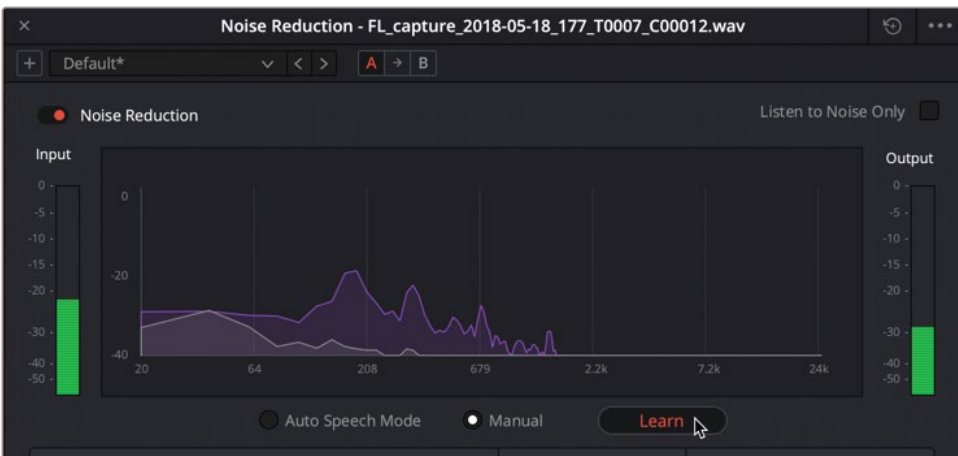 Noise Reduction - FL_capture_2018-05-18_177_T0007_C00012.wav
Default*
A
B
Noise Reduction
Listen to Noise Only
Input
Output
0
-5
-10
-15
-20
-30
-40
-50
0
-20
-40
20
64
208
679
2.2k
7.2k
24k
0
-5
-10
-15
-20
-30
-40
-50
Auto Speech Mode
Manual
Learn